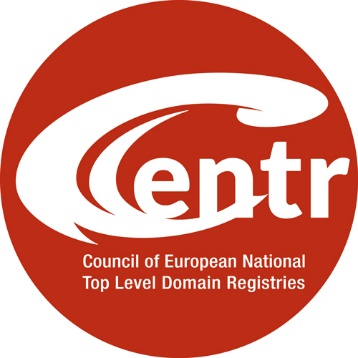 Centr
Council of European National
Top Level Domain Registries